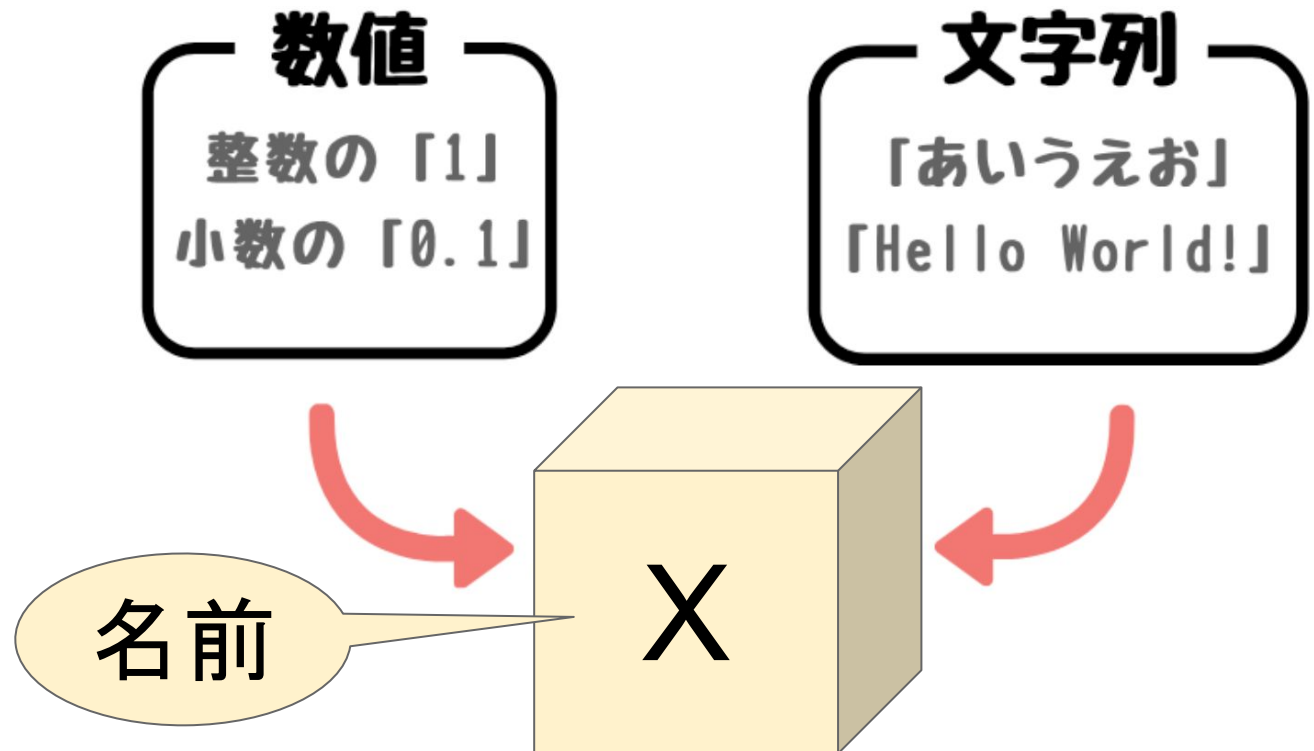 数値
整数の「1」
小数の「0.1」
文字列
「あいうえお」
「Hello World!」
名前
X